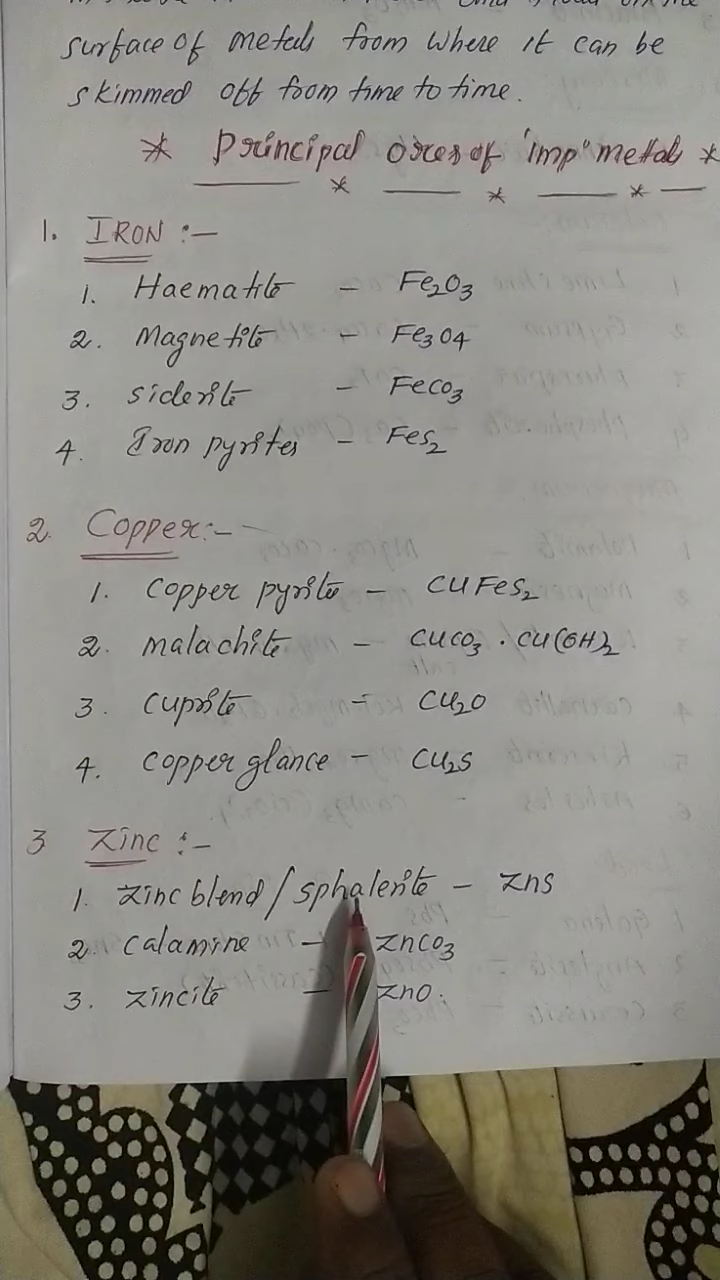 surface of metals from where it can be
skimmed off from time to time.
* Principal ores of 'imp" metals *
1. IRON :-
1. Haematite - Fe2O3
2. Magnetite - Fe3O4
3. siderite - FeCO3
4. Iron pyrites - FeS2
2. Copper:-
1. Copper pyrite - CuFeS2
2. malachite - CuCO3 . Cu(OH)2
3. cuprite - Cu2O
4. copper glance - Cu2S
3 Zinc :-
1. Zinc blend / sphalerite - ZnS
2. calamine - ZnCO3
3. zincite - ZnO.